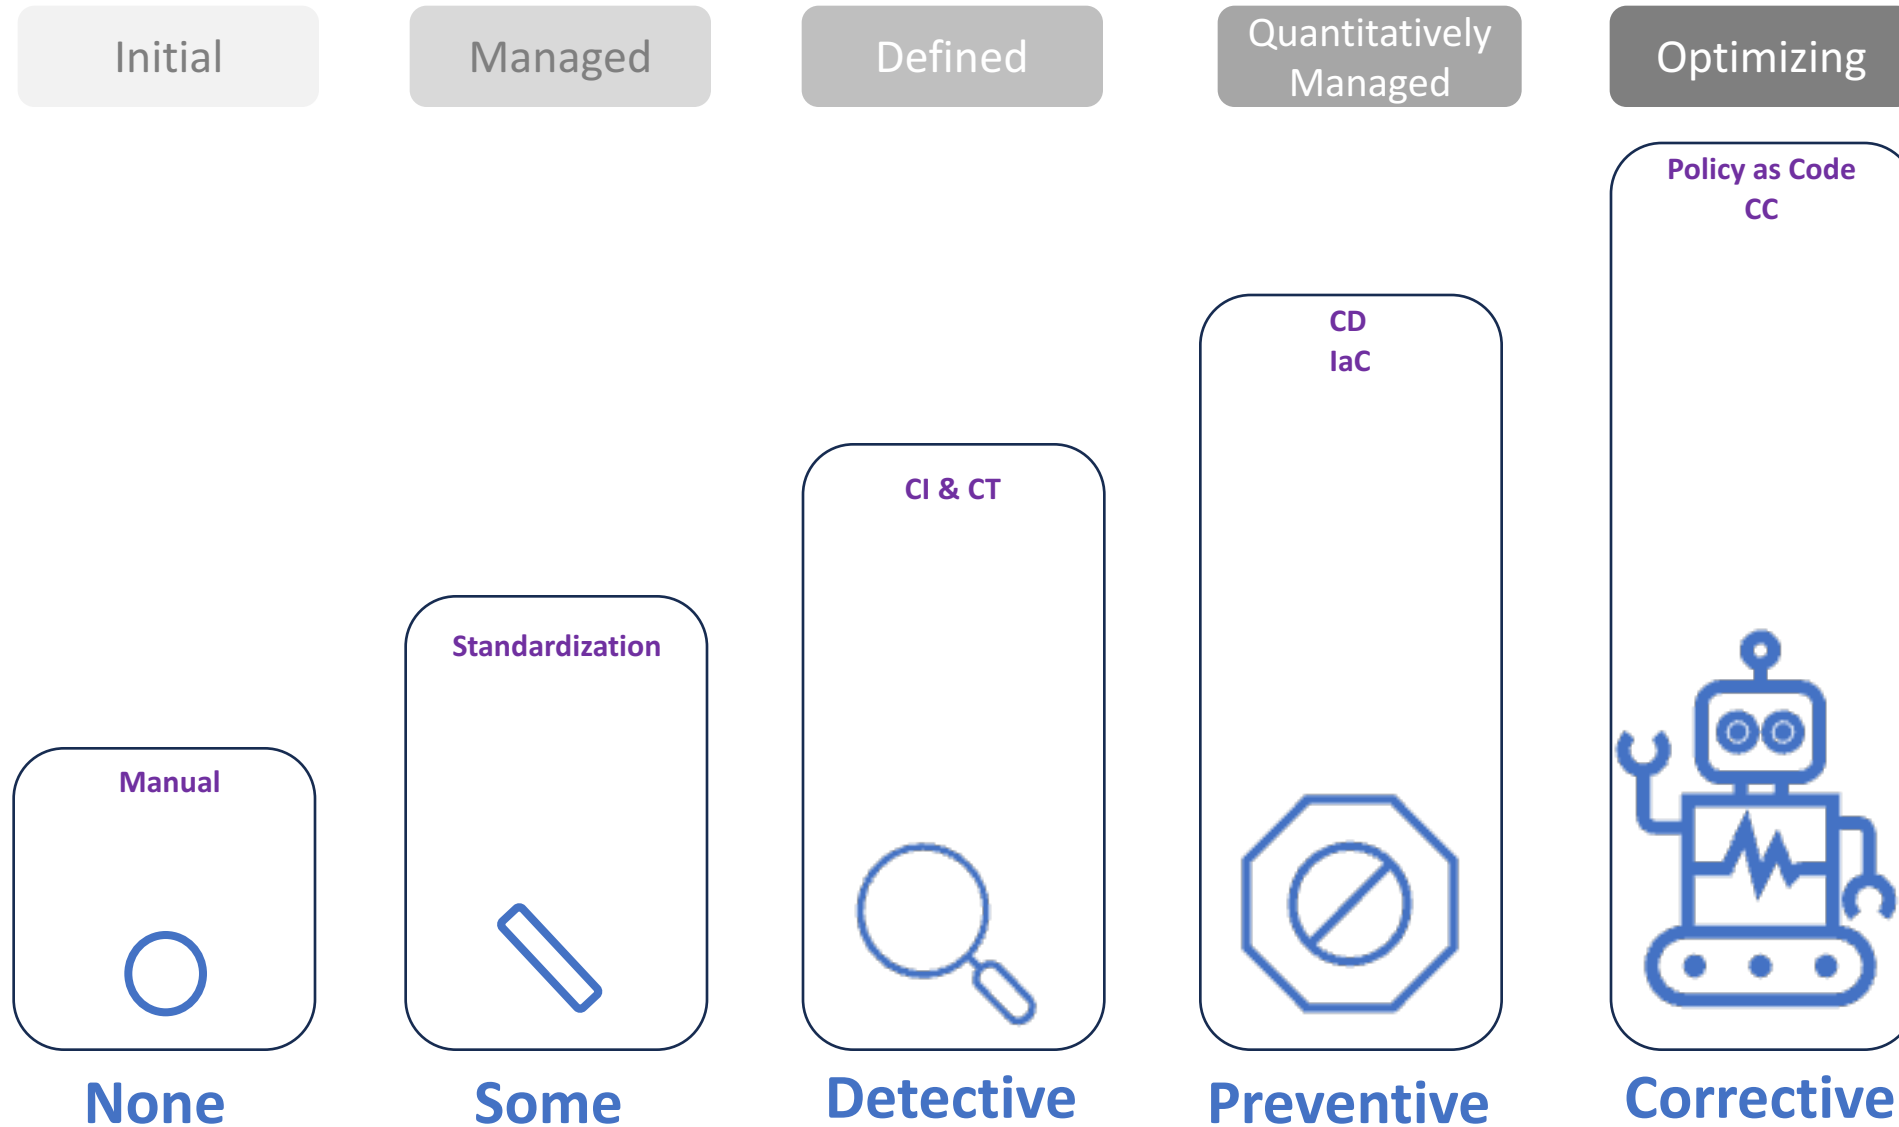 Initial
Managed
Defined
Quantitatively
Managed
Optimizing
Policy as Code
CC
CD
IaC
CI & CT
Standardization
Manual
None
Some
Detective
Preventive
Corrective